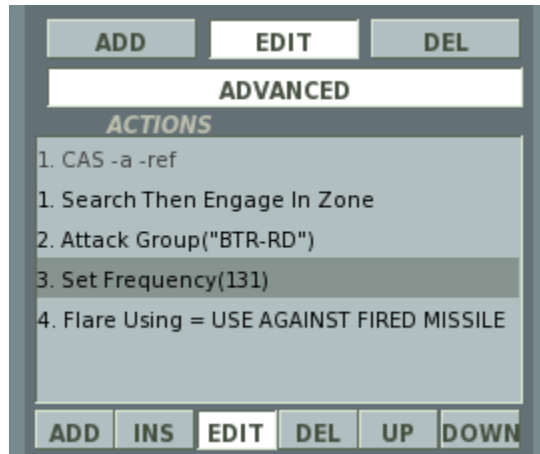 ADD EDIT DEL
ADVANCED
ACTIONS
1. CAS -a -ref
1. Search Then Engage In Zone
2. Attack Group("BTR-RD")
3. Set Frequency(131)
4. Flare Using = USE AGAINST FIRED MISSILE
ADD INS EDIT DEL UP DOWN